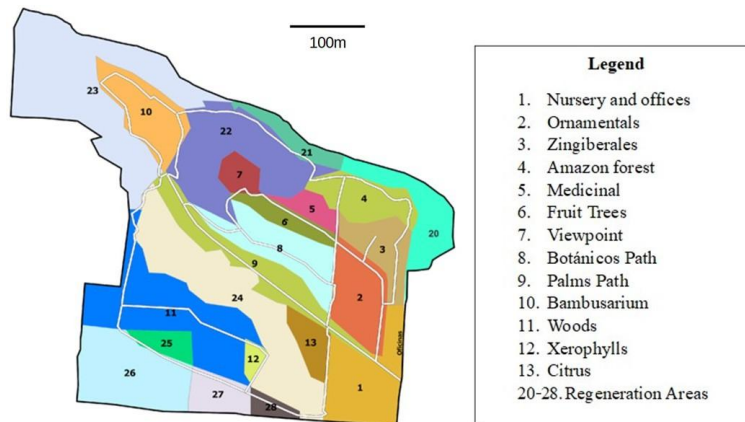 100m
23
10
22
21
7
4
5
20
6
3
8
9
24
2
11
13
Oficinas
25
12
26
1
27
28
Legend
1. Nursery and offices
2. Ornamentals
3. Zingiberales
4. Amazon forest
5. Medicinal
6. Fruit Trees
7. Viewpoint
8. Botánicos Path
9. Palms Path
10. Bambusarium
11. Woods
12. Xerophylls
13. Citrus
20-28. Regeneration Areas